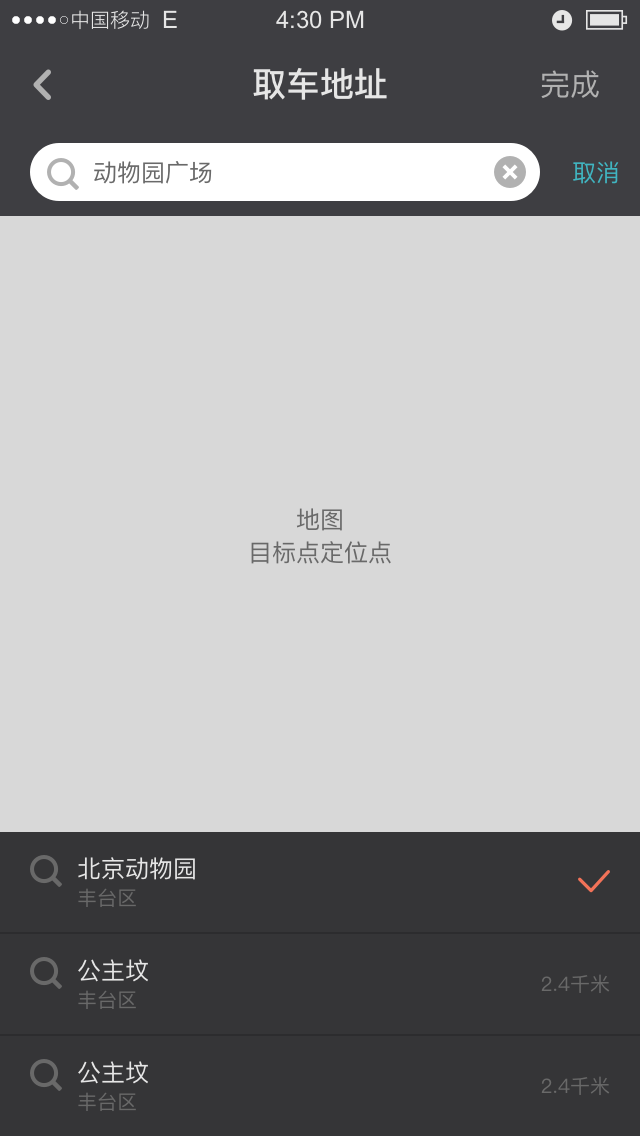 中国移动 E 4:30 PM
取车地址 完成
动物园广场 取消
地图
目标点定位点
北京动物园
丰台区
公主坟
丰台区 2.4千米
公主坟
丰台区 2.4千米